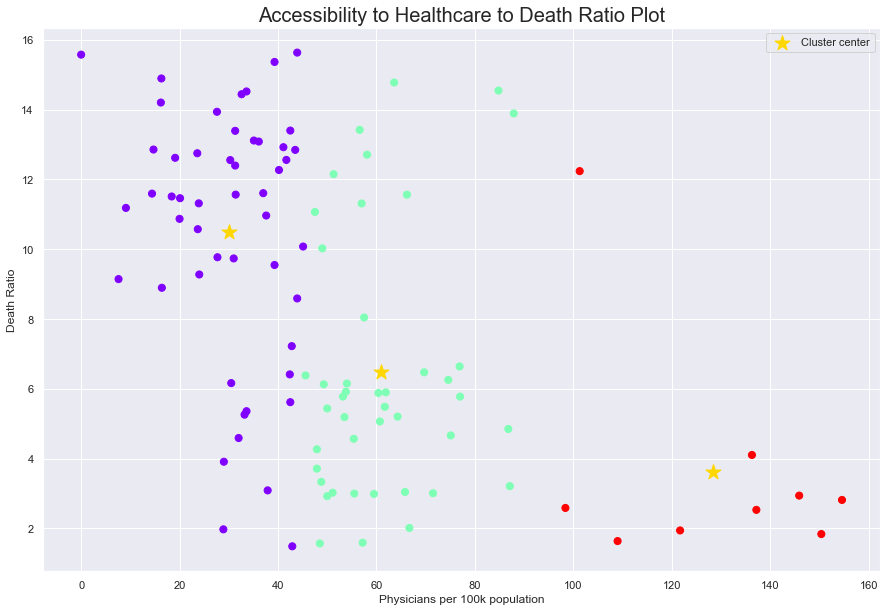 Accessibility to Healthcare to Death Ratio Plot
Cluster center
16
14
12
10
8
6
4
2
Death Ratio
0 20 40 60 80 100 120 140 160
Physicians per 100k population